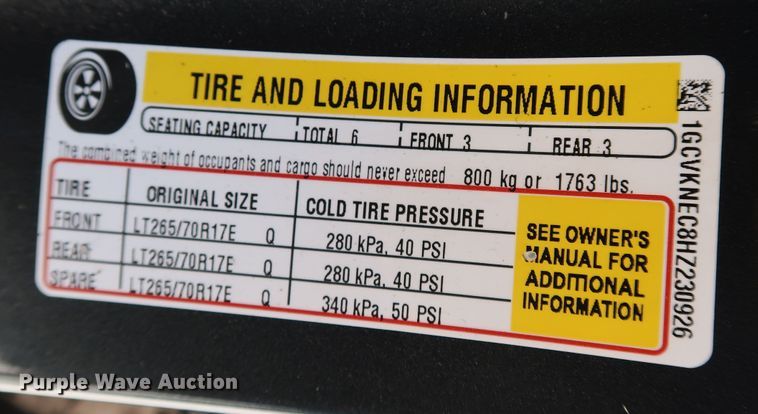 TIRE AND LOADING INFORMATION
SEATING CAPACITY TOTAL 6 FRONT 3 REAR 3
The combined weight of occupants and cargo should never exceed 800 kg or 1763 lbs.
TIRE ORIGINAL SIZE COLD TIRE PRESSURE
FRONT LT265/70R17E Q 280 kPa, 40 PSI
REAR LT265/70R17E Q 280 kPa, 40 PSI
SPARE LT265/70R17E Q 340 kPa, 50 PSI
SEE OWNER'S
MANUAL FOR
ADDITIONAL
INFORMATION
1GCVKNEC8HZ230926
Purple Wave Auction